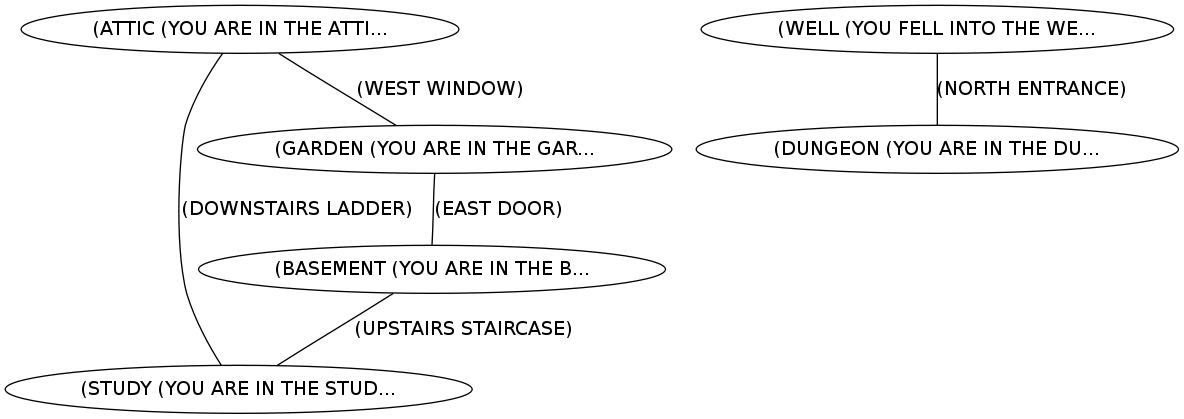 (ATTIC (YOU ARE IN THE ATTI...
(WELL (YOU FELL INTO THE WE...
(WEST WINDOW)
(NORTH ENTRANCE)
(GARDEN (YOU ARE IN THE GAR...
(DUNGEON (YOU ARE IN THE DU...
(DOWNSTAIRS LADDER)
(EAST DOOR)
(BASEMENT (YOU ARE IN THE B...
(UPSTAIRS STAIRCASE)
(STUDY (YOU ARE IN THE STUD...